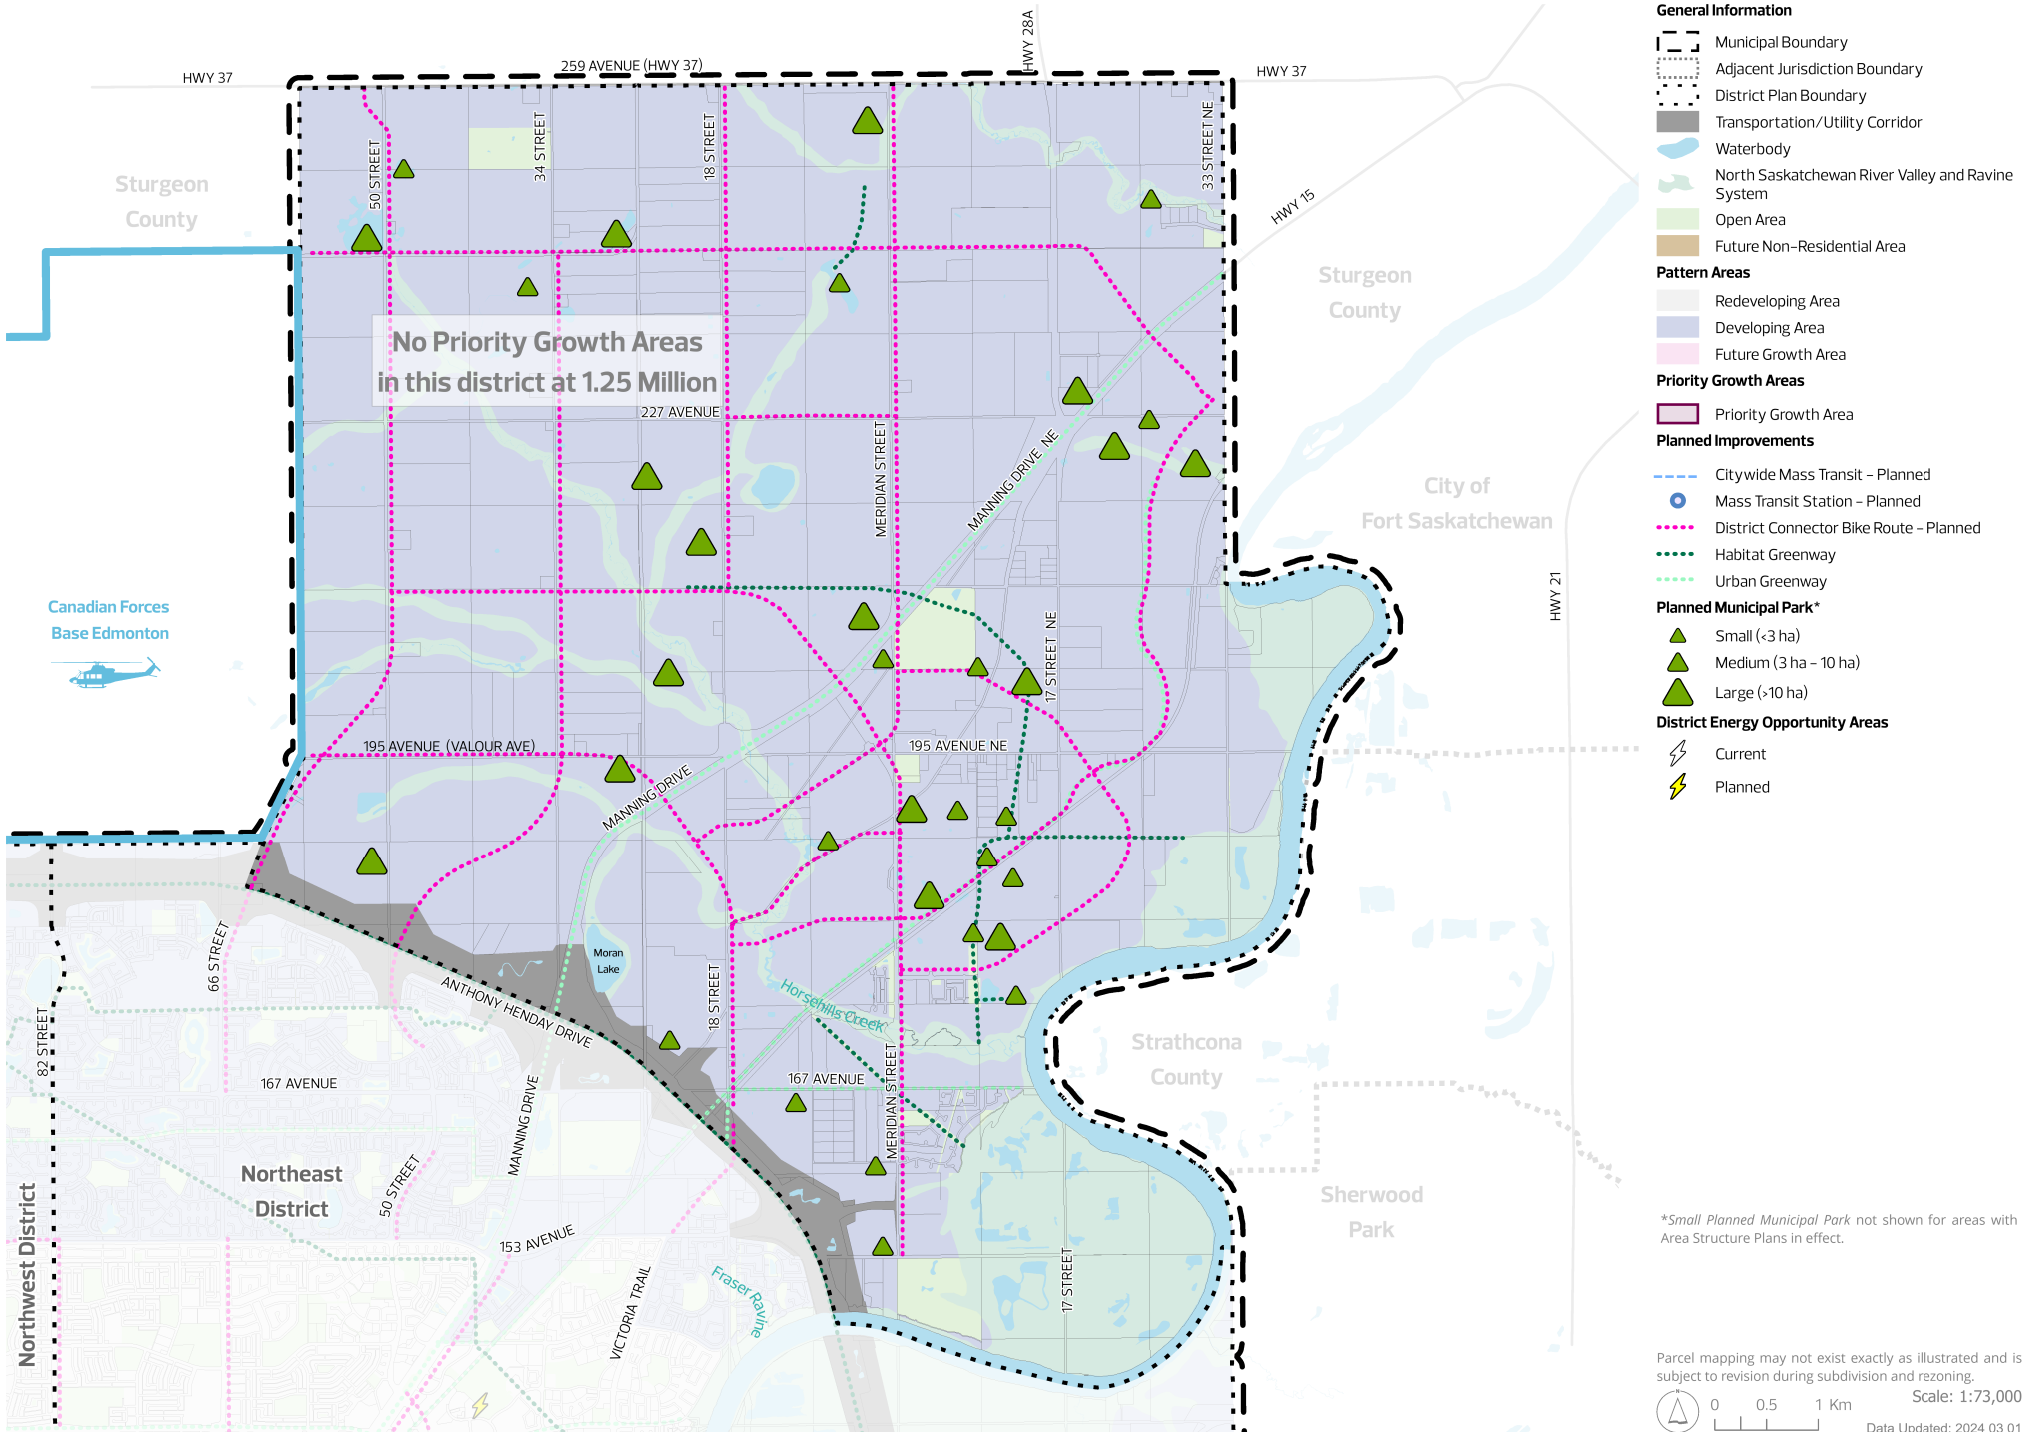 HWY 37
259 AVENUE (HWY 37)
HWY 28A
HWY 37
50 STREET
34 STREET
18 STREET
33 STREET NE
HWY 15
Sturgeon
County
Sturgeon
County
No Priority Growth Areas
in this district at 1.25 Million
227 AVENUE
MERIDIAN STREET
MANNING DRIVE NE
City of
Fort Saskatchewan
HWY 21
Canadian Forces
Base Edmonton
17 STREET NE
195 AVENUE (VALOUR AVE)
195 AVENUE NE
MANNING DRIVE
66 STREET
Moran
Lake
ANTHONY HENDAY DRIVE
18 STREET
Horsehills Creek
82 STREET
167 AVENUE
167 AVENUE
MERIDIAN STREET
Strathcona
County
MANNING DRIVE
Northeast
District
50 STREET
153 AVENUE
VICTORIA TRAIL
Fraser Ravine
17 STREET
Sherwood
Park
Northwest District
General Information
Municipal Boundary
Adjacent Jurisdiction Boundary
District Plan Boundary
Transportation/Utility Corridor
Waterbody
North Saskatchewan River Valley and Ravine
System
Open Area
Future Non-Residential Area
Pattern Areas
Redeveloping Area
Developing Area
Future Growth Area
Priority Growth Areas
Priority Growth Area
Planned Improvements
Citywide Mass Transit - Planned
Mass Transit Station - Planned
District Connector Bike Route - Planned
Habitat Greenway
Urban Greenway
Planned Municipal Park*
Small (<3 ha)
Medium (3 ha - 10 ha)
Large (>10 ha)
District Energy Opportunity Areas
Current
Planned
*Small Planned Municipal Park not shown for areas with
Area Structure Plans in effect.
Parcel mapping may not exist exactly as illustrated and is
subject to revision during subdivision and rezoning.
Scale: 1:73,000
N
0 0.5 1 Km
Data Updated: 2024 03 01